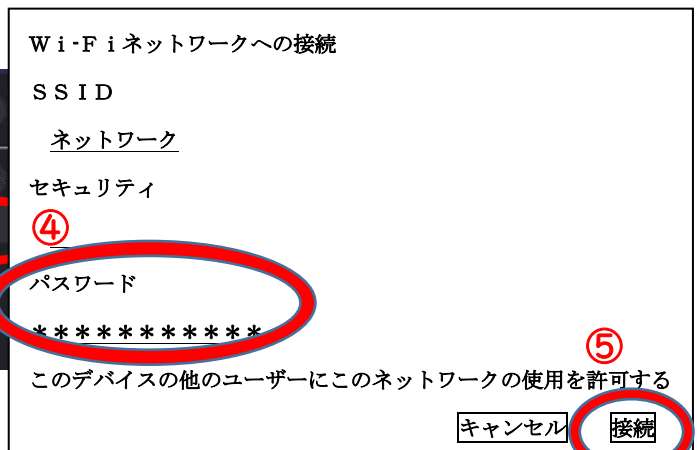 Ｗｉ-Ｆｉネットワークへの接続
ＳＳＩＤ
ネットワーク
セキュリティ
④
パスワード
＊＊＊＊＊＊＊＊＊＊＊
⑤
このデバイスの他のユーザーにこのネットワークの使用を許可する
キャンセル 接続